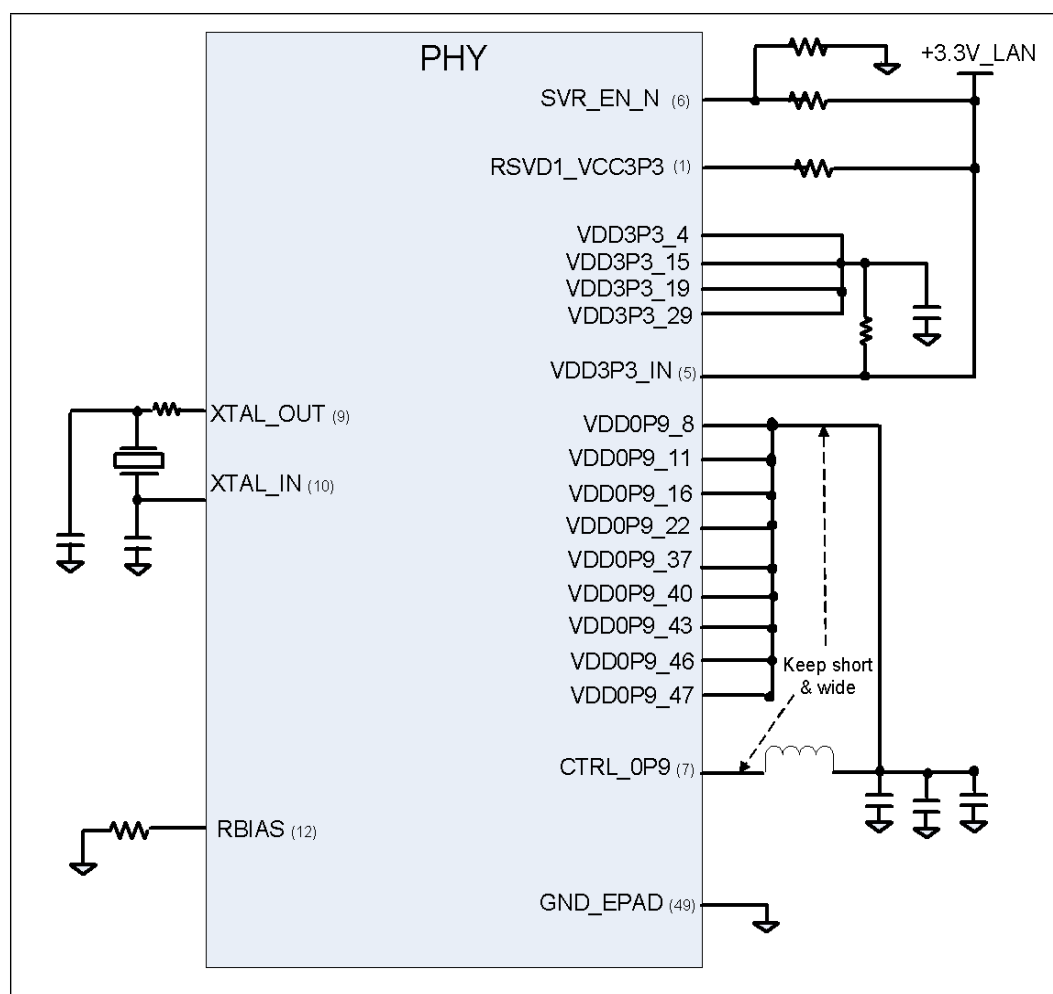 PHY
+3.3V_LAN
SVR_EN_N (6)
RSVD1_VCC3P3 (1)
VDD3P3_4
VDD3P3_15
VDD3P3_19
VDD3P3_29
VDD3P3_IN (5)
XTAL_OUT (9)
XTAL_IN (10)
VDD0P9_8
VDD0P9_11
VDD0P9_16
VDD0P9_22
VDD0P9_37
VDD0P9_40
VDD0P9_43
VDD0P9_46
VDD0P9_47
Keep short
& wide
CTRL_0P9 (7)
RBIAS (12)
GND_EPAD (49)